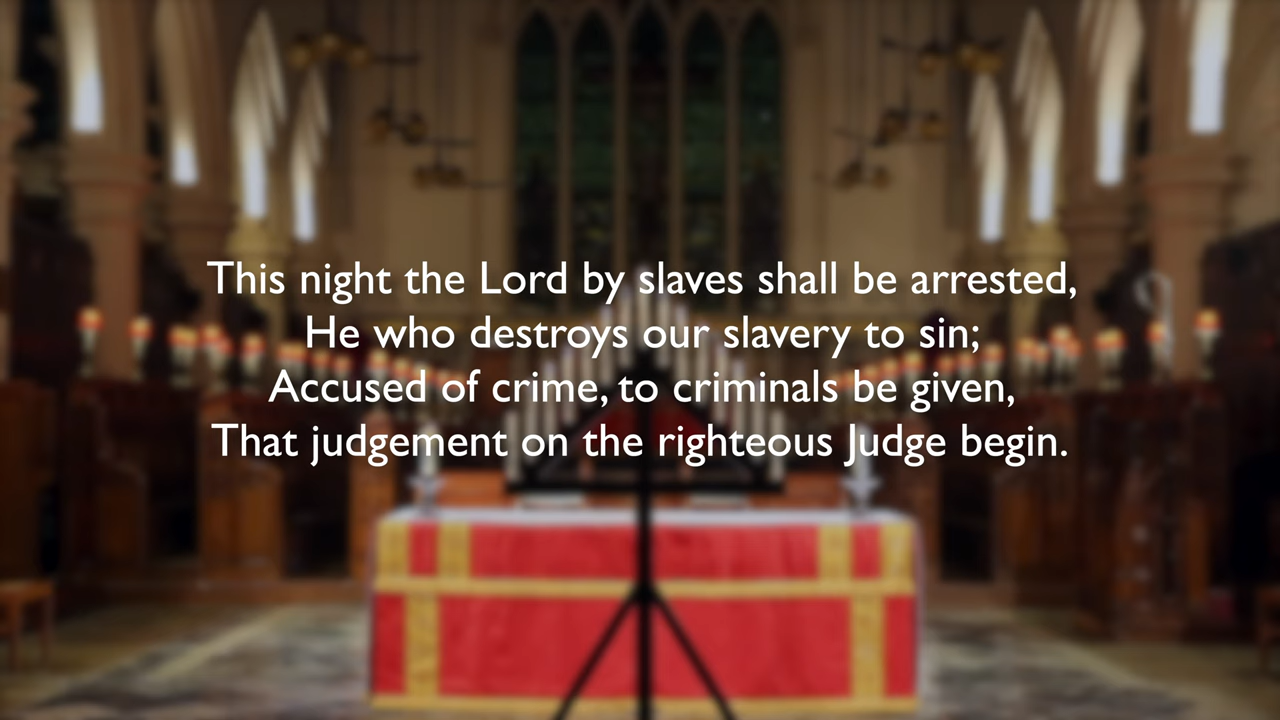 This night the Lord by slaves shall be arrested,
He who destroys our slavery to sin;
Accused of crime, to criminals be given,
That judgement on the righteous Judge begin.